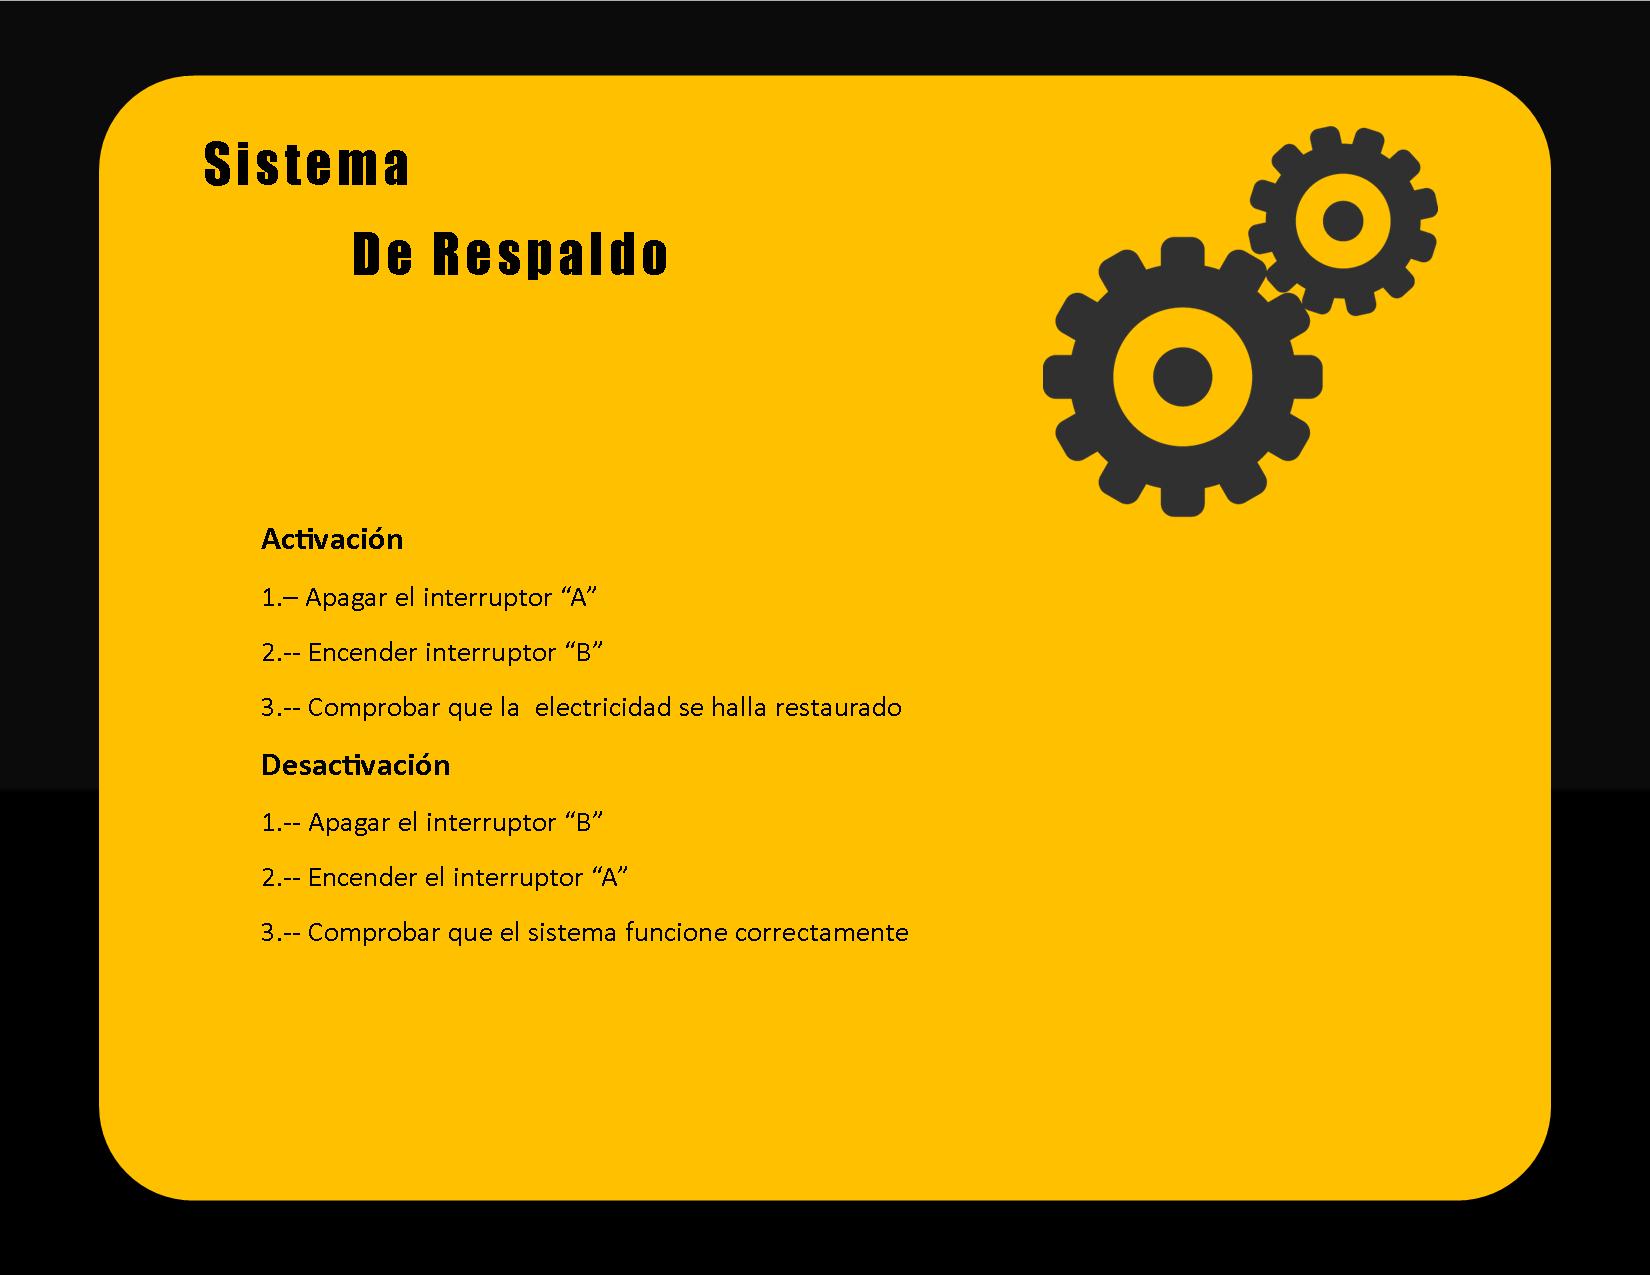 Sistema
De Respaldo
Activación
1.– Apagar el interruptor “A”
2.-- Encender interruptor “B”
3.-- Comprobar que la  electricidad se halla restaurado
Desactivación
1.-- Apagar el interruptor “B”
2.-- Encender el interruptor “A”
3.-- Comprobar que el sistema funcione correctamente